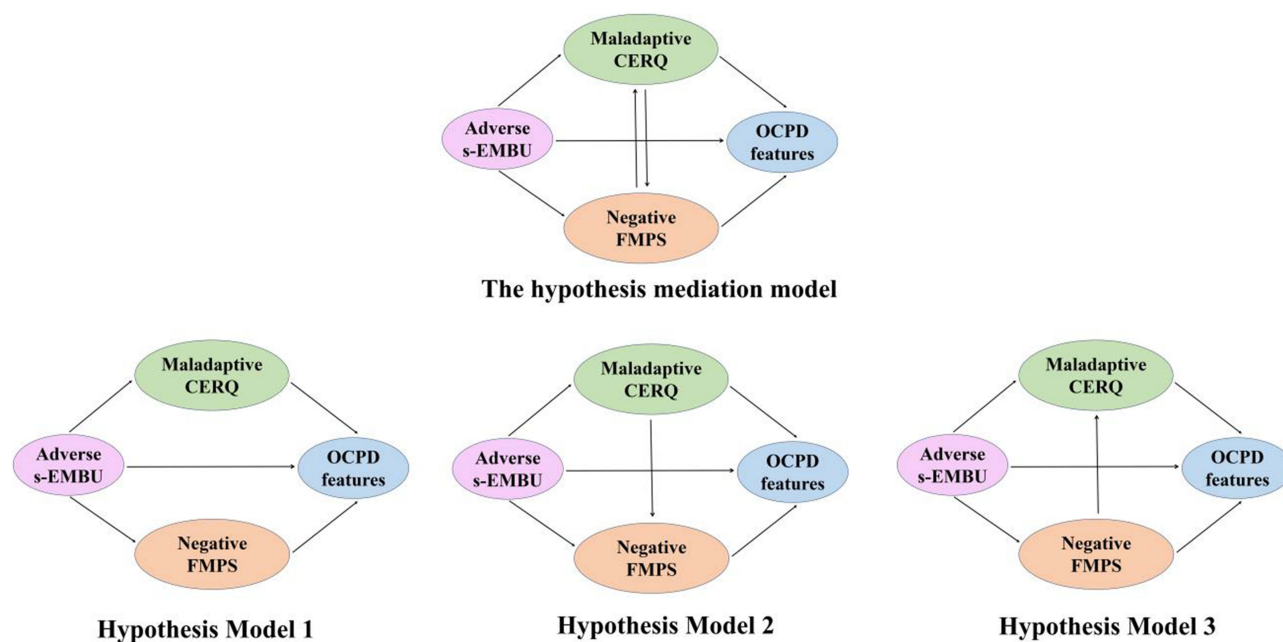 Maladaptive
CERQ
Adverse
s-EMBU
OCPD
features
Negative
FMPS
The hypothesis mediation model
Maladaptive
CERQ
Adverse
s-EMBU
OCPD
features
Negative
FMPS
Hypothesis Model 1
Maladaptive
CERQ
Adverse
s-EMBU
OCPD
features
Negative
FMPS
Hypothesis Model 2
Maladaptive
CERQ
Adverse
s-EMBU
OCPD
features
Negative
FMPS
Hypothesis Model 3